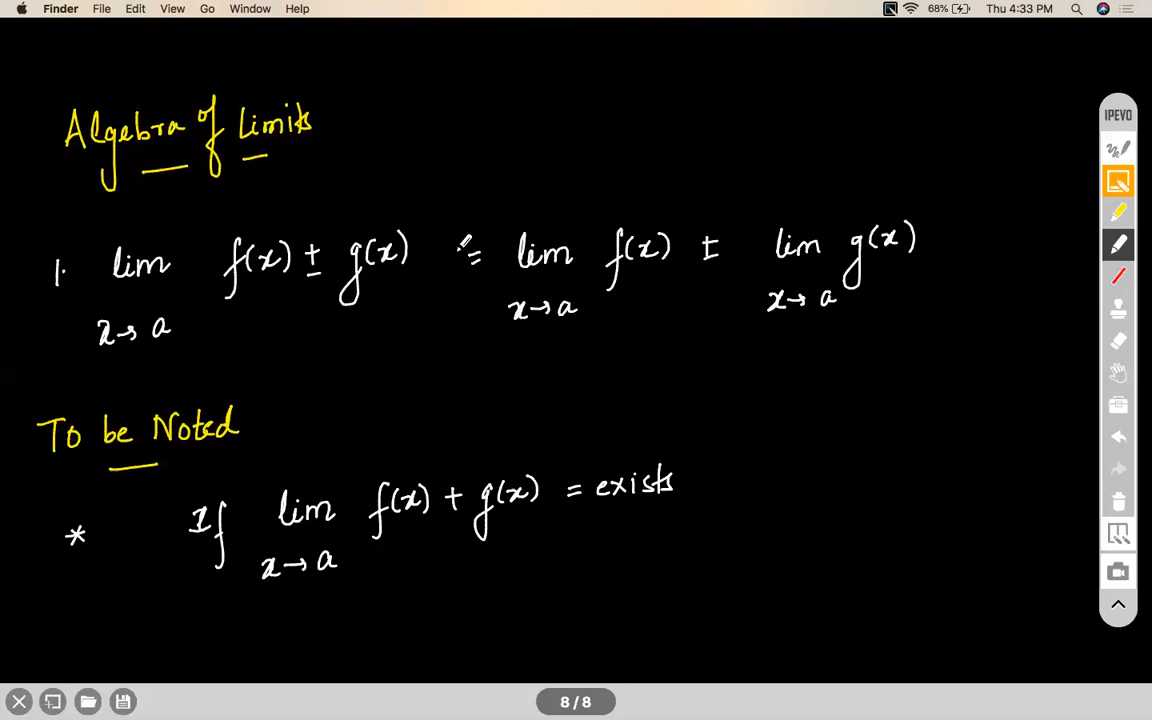 Finder File Edit View Go Window Help 68% Thu 4:33 PM
IPEVO
Algebra of Limits
1. lim f(x) ± g(x) = lim f(x) ± lim g(x)
x→a x→a x→a
To be Noted
* If lim f(x) + g(x) = exists
x→a
8/8